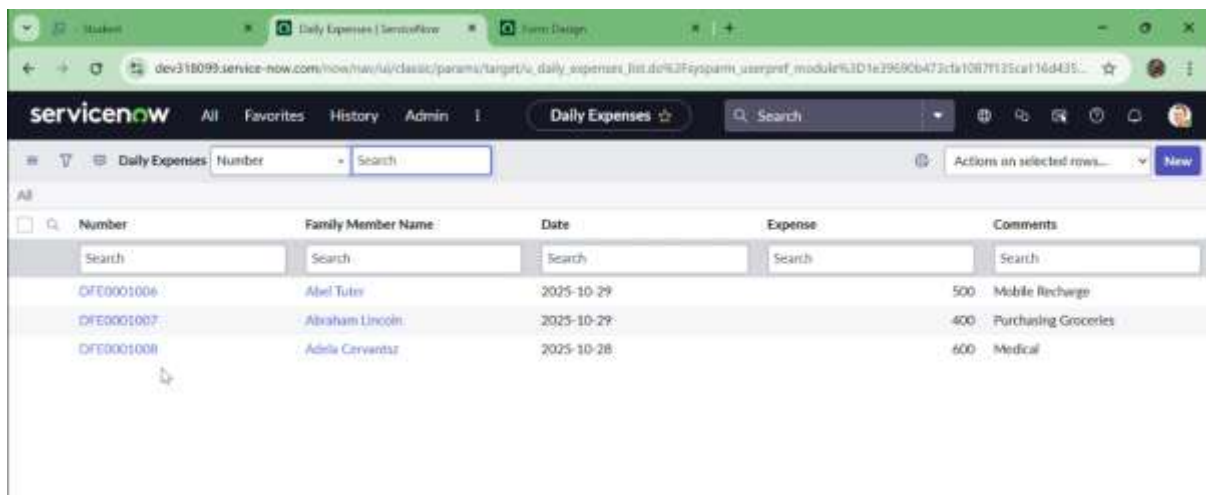 Student
Daily Expenses | ServiceNow
Form Design
servicenow All Favorites History Admin Daily Expenses Search
Daily Expenses Number Search Actions on selected rows... New
All
Number Family Member Name Date Expense Comments
Search Search Search Search Search
DFE0001006 Abel Tuter 2025-10-29 500 Mobile Recharge
DFE0001007 Abraham Lincoln 2025-10-29 400 Purchasing Groceries
DFE0001008 Adela Cervantsz 2025-10-28 600 Medical